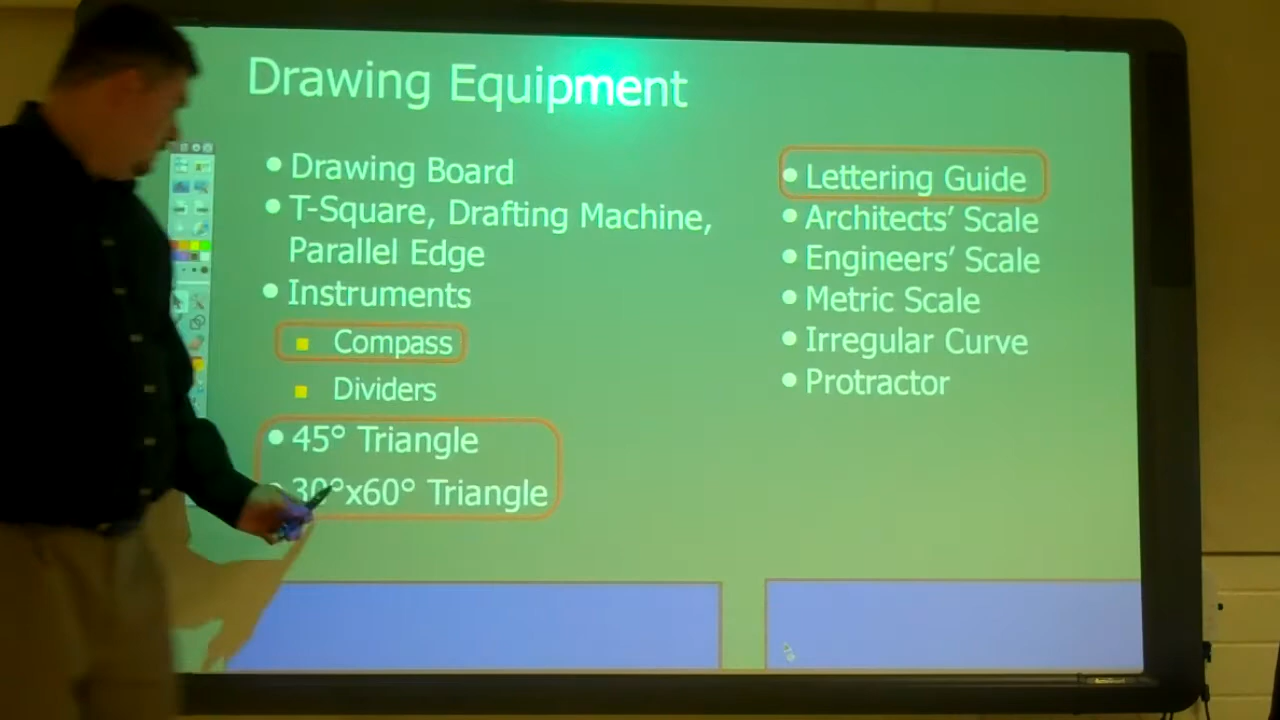 Drawing Equipment
• Drawing Board
• T-Square, Drafting Machine,
Parallel Edge
• Instruments
Compass
Dividers
• 45° Triangle
• 30°x60° Triangle
• Lettering Guide
• Architects’ Scale
• Engineers’ Scale
• Metric Scale
• Irregular Curve
• Protractor